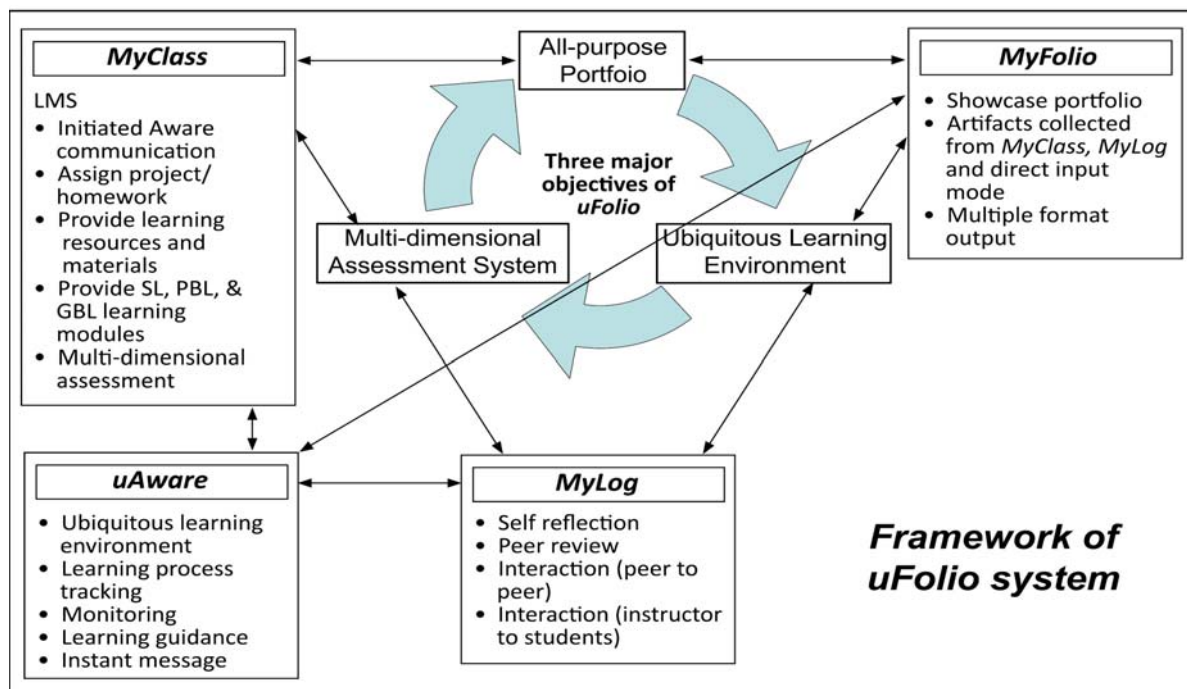 MyClass
LMS
• Initiated Aware
communication
• Assign project/
homework
• Provide learning
resources and
materials
• Provide SL, PBL, &
GBL learning
modules
• Multi-dimensional
assessment
All-purpose
Portfoio
MyFolio
• Showcase portfolio
• Artifacts collected
from MyClass, MyLog
and direct input
mode
• Multiple format
output
Three major
objectives of
uFolio
Multi-dimensional
Assessment System
Ubiquitous Learning
Environment
uAware
• Ubiquitous learning
environment
• Learning process
tracking
• Monitoring
• Learning guidance
• Instant message
MyLog
• Self reflection
• Peer review
• Interaction (peer to
peer)
• Interaction (instructor
to students)
Framework of
uFolio system